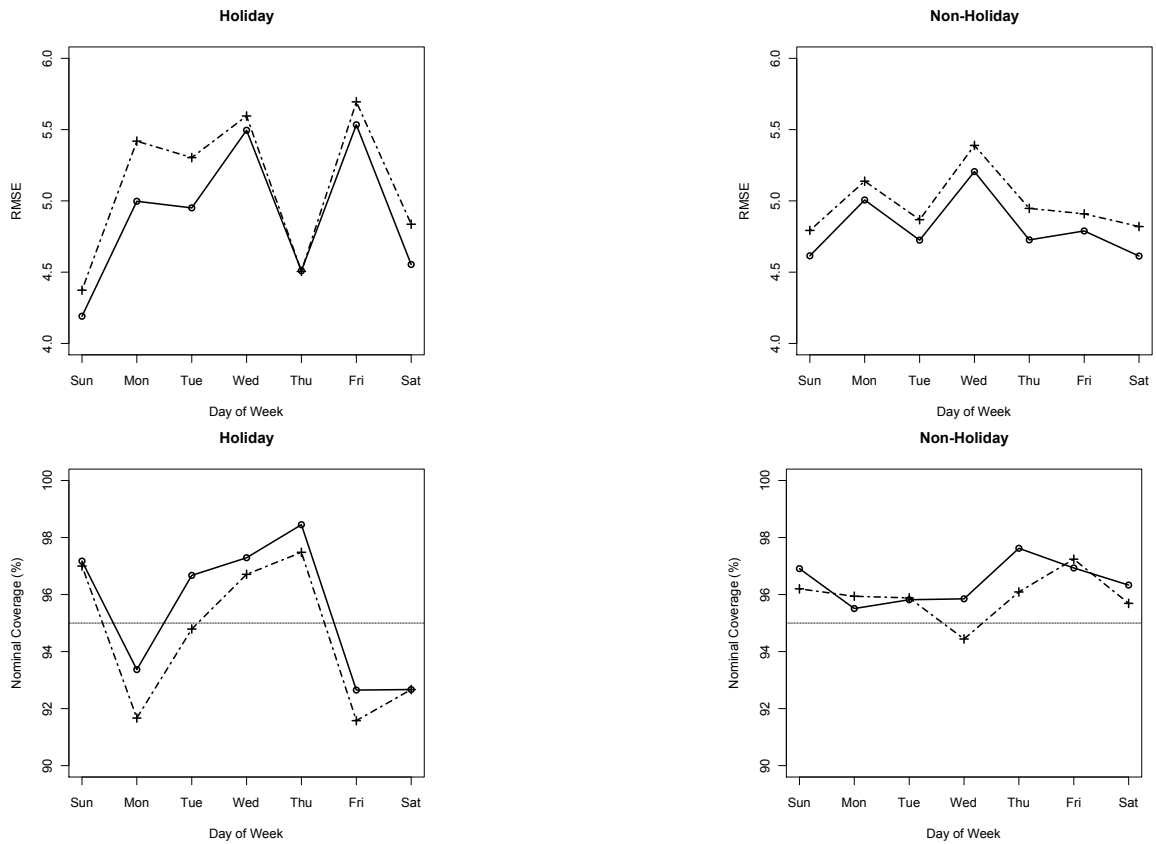 Holiday
RMSE
6.0
5.5
5.0
4.5
4.0
Sun Mon Tue Wed Thu Fri Sat
Day of Week
Non-Holiday
RMSE
6.0
5.5
5.0
4.5
4.0
Sun Mon Tue Wed Thu Fri Sat
Day of Week
Holiday
Nominal Coverage (%)
100
98
96
94
92
90
Sun Mon Tue Wed Thu Fri Sat
Day of Week
Non-Holiday
Nominal Coverage (%)
100
98
96
94
92
90
Sun Mon Tue Wed Thu Fri Sat
Day of Week